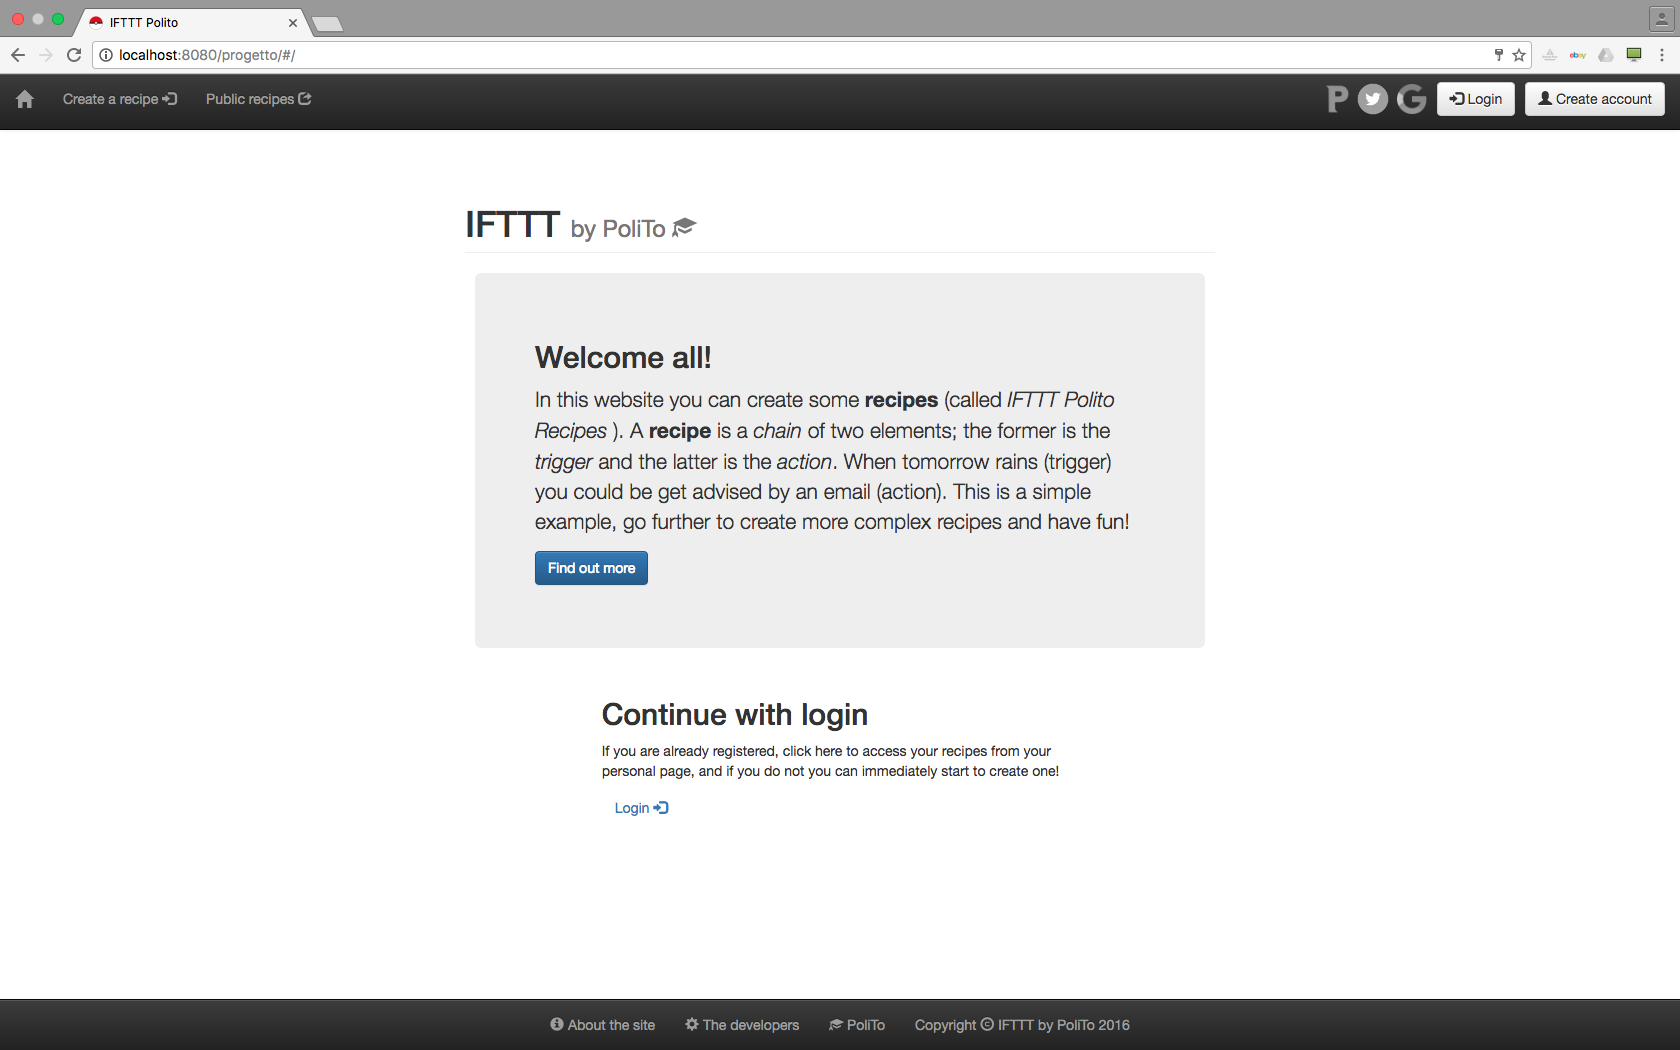 IFTTT Polito
localhost:8080/progetto/#/
ebay
Create a recipe
Public recipes
P
G
Login
Create account
IFTTT by PoliTo
Welcome all!
In this website you can create some recipes (called IFTTT Polito
Recipes ). A recipe is a chain of two elements; the former is the
trigger and the latter is the action. When tomorrow rains (trigger)
you could be get advised by an email (action). This is a simple
example, go further to create more complex recipes and have fun!
Find out more
Continue with login
If you are already registered, click here to access your recipes from your
personal page, and if you do not you can immediately start to create one!
Login
About the site
The developers
PoliTo
Copyright © IFTTT by PoliTo 2016